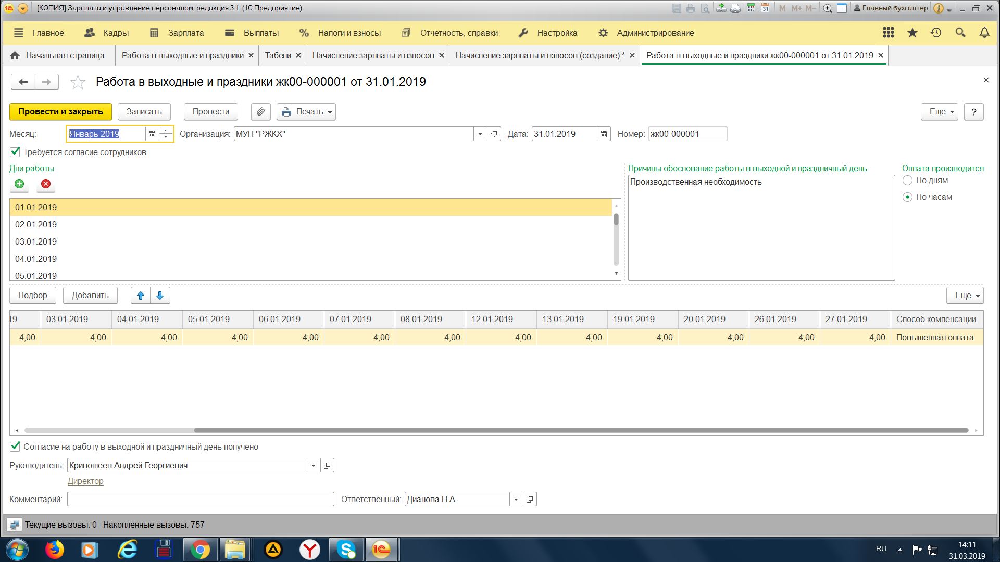 [КОПИЯ] Зарплата и управление персоналом, редакция 3.1 (1С:Предприятие)
M M+ M− Главный бухгалтер
Главное Кадры Зарплата Выплаты Налоги и взносы Отчетность, справки Настройка Администрирование
Начальная страница Работа в выходные и праздники Табели Начисление зарплаты и взносов Начисление зарплаты и взносов (создание) * Работа в выходные и праздники жк00-000001 от 31.01.2019
Работа в выходные и праздники жк00-000001 от 31.01.2019
Провести и закрыть Записать Провести Печать Еще ?
Месяц: Январь 2019 Организация: МУП "РЖКХ" Дата: 31.01.2019 Номер: жк00-000001
Требуется согласие сотрудников
Дни работы Причины обоснование работы в выходной и праздничный день Оплата производится
Производственная необходимость По дням
По часам
01.01.2019
02.01.2019
03.01.2019
04.01.2019
05.01.2019
Подбор Добавить Еще
19 03.01.2019 04.01.2019 05.01.2019 06.01.2019 07.01.2019 08.01.2019 12.01.2019 13.01.2019 19.01.2019 20.01.2019 26.01.2019 27.01.2019 Способ компенсации
4,00 4,00 4,00 4,00 4,00 4,00 4,00 4,00 4,00 4,00 4,00 4,00 4,00 Повышенная оплата
Согласие на работу в выходной и праздничный день получено
Руководитель: Кривошеев Андрей Георгиевич
Директор
Комментарий: Ответственный: Дианова Н.А.
Текущие вызовы: 0 Накопленные вызовы: 757
RU 14:11
31.03.2019